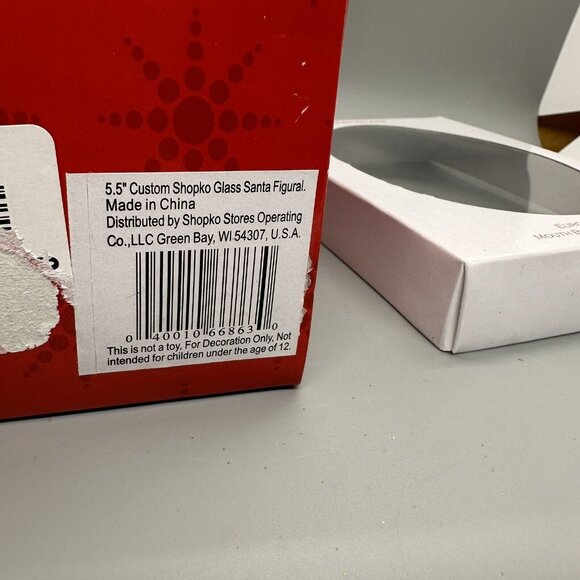 5.5" Custom Shopko Glass Santa Figural.
Made in China
Distributed by Shopko Stores Operating
Co.,LLC Green Bay, WI 54307, U.S.A.
0 40010 66863 0
This is not a toy, For Decoration Only, Not
intended for children under the age of 12.